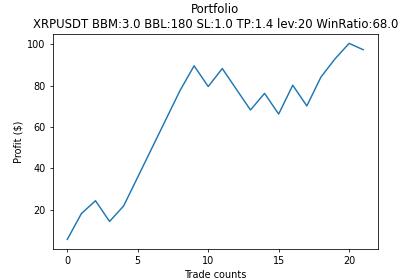 Portfolio
XRPUSDT BBM:3.0 BBL:180 SL:1.0 TP:1.4 lev:20 WinRatio:68.0
100
80
60
40
20
Profit ($)
0 5 10 15 20
Trade counts